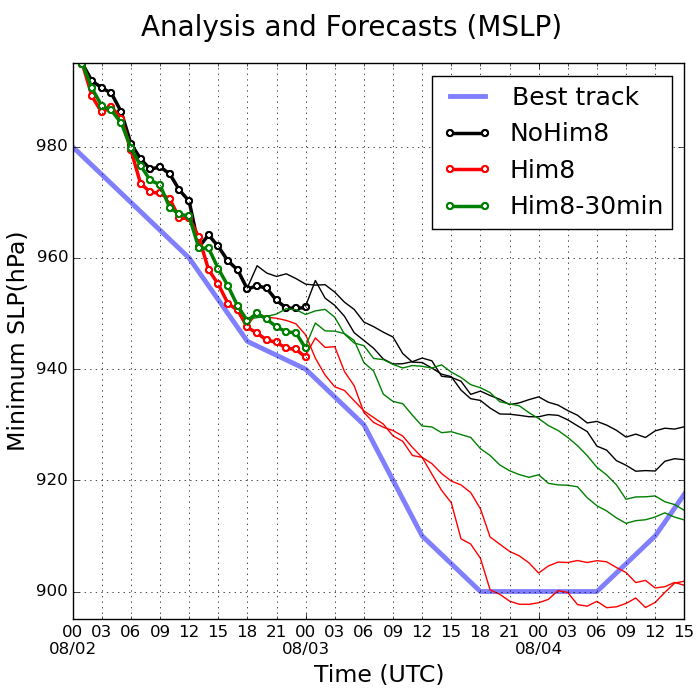 Analysis and Forecasts (MSLP)
Best track
NoHim8
Him8
Him8-30min
Minimum SLP(hPa)
980
960
940
920
900
00 03 06 09 12 15 18 21 00 03 06 09 12 15 18 21 00 03 06 09 12 15
08/02 08/03 08/04
Time (UTC)